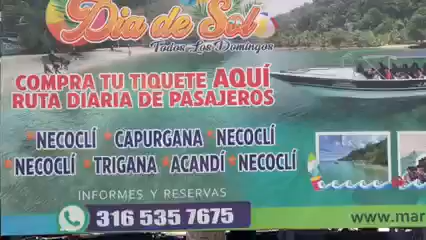 Dia de Sol
Todos Los Domingos
COMPRA TU TIQUETE AQUÍ
RUTA DIARIA DE PASAJEROS
*NECOCLÍ *CAPURGANA *NECOCLÍ
*NECOCLÍ *TRIGANA *ACANDÍ *NECOCLÍ
INFORMES Y RESERVAS
316 535 7675
www.mar